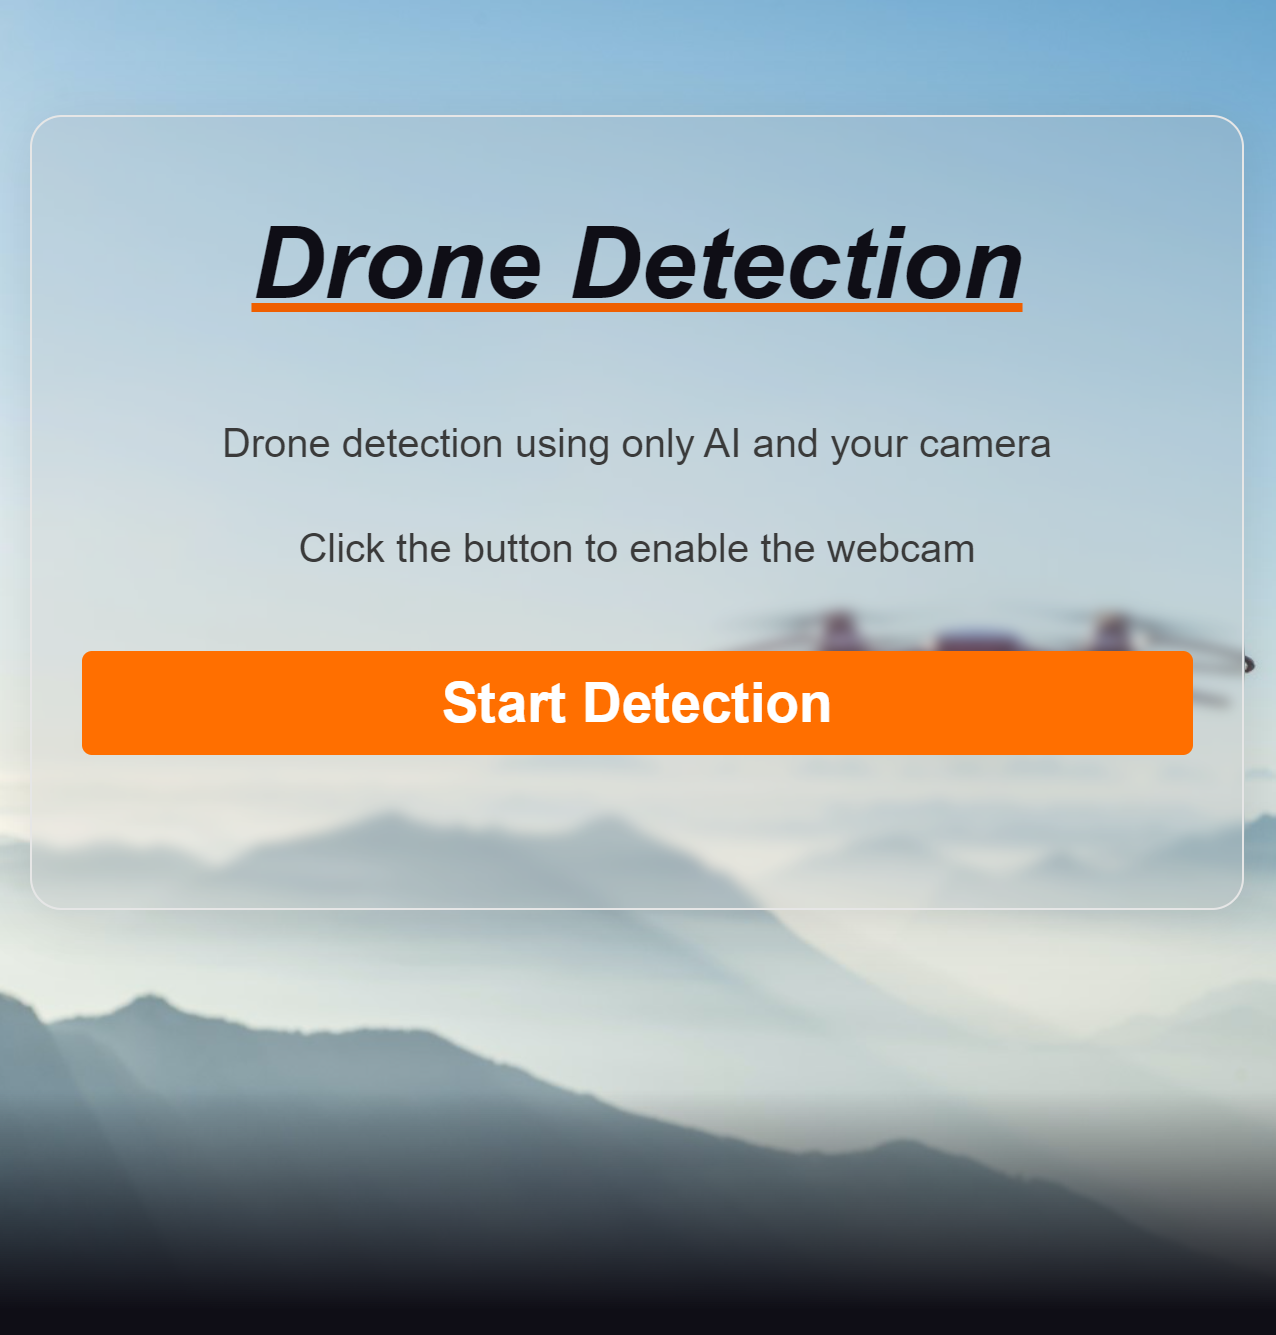 Drone Detection
Drone detection using only AI and your camera
Click the button to enable the webcam
Start Detection